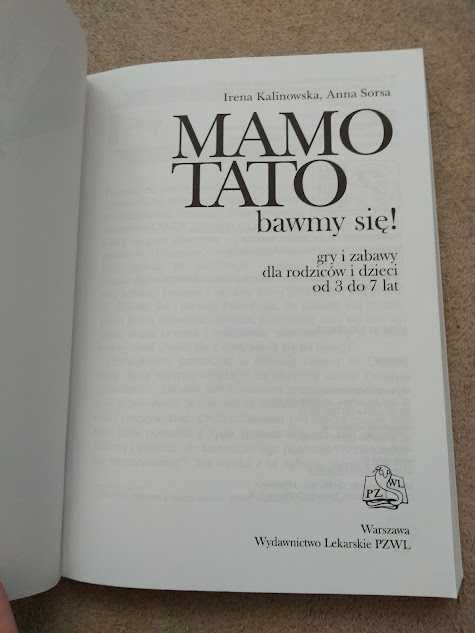 Irena Kalinowska, Anna Sorsa
MAMO
TATO
bawmy się!
gry i zabawy
dla rodziców i dzieci
od 3 do 7 lat
PZWL
Warszawa
Wydawnictwo Lekarskie PZWL